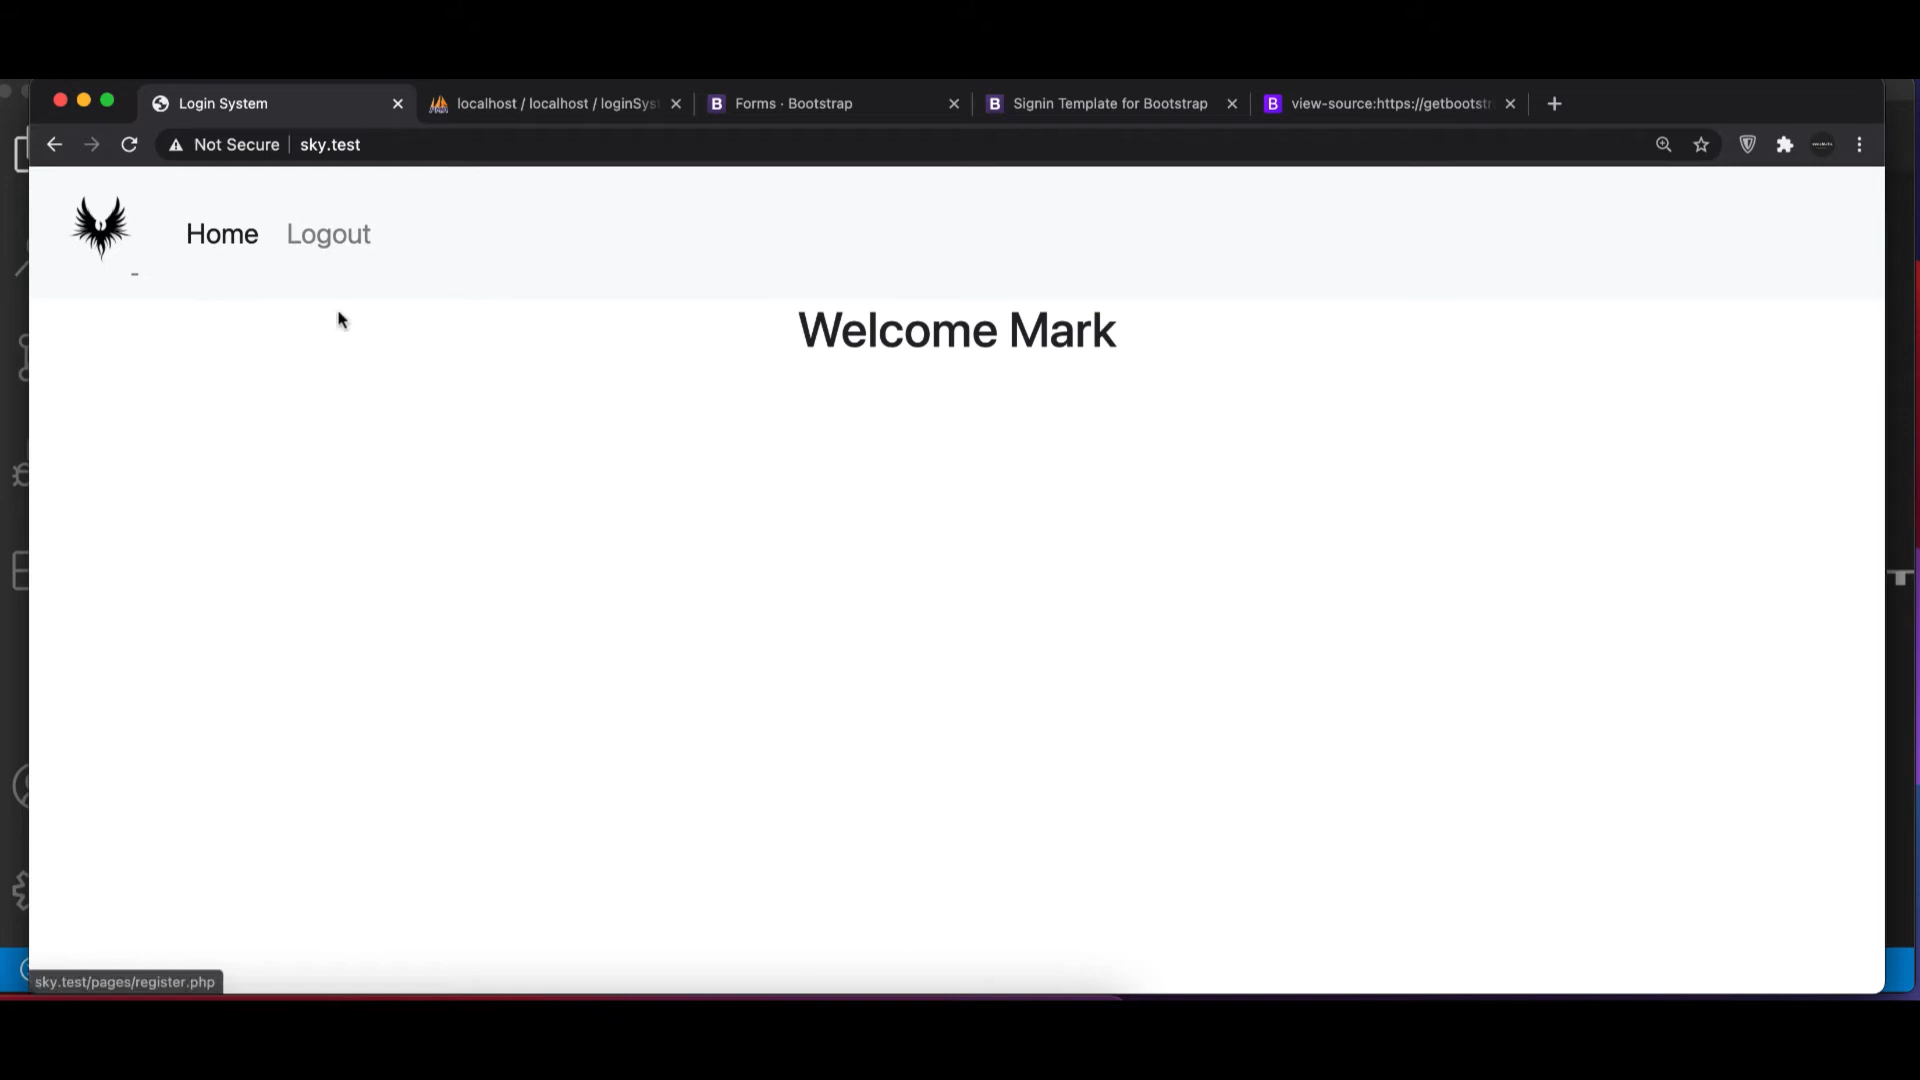 Login System
localhost / localhost / loginSys
Forms · Bootstrap
Signin Template for Bootstrap
view-source:https://getbootstr
Not Secure
sky.test
Home
Logout
-
Welcome Mark
sky.test/pages/register.php